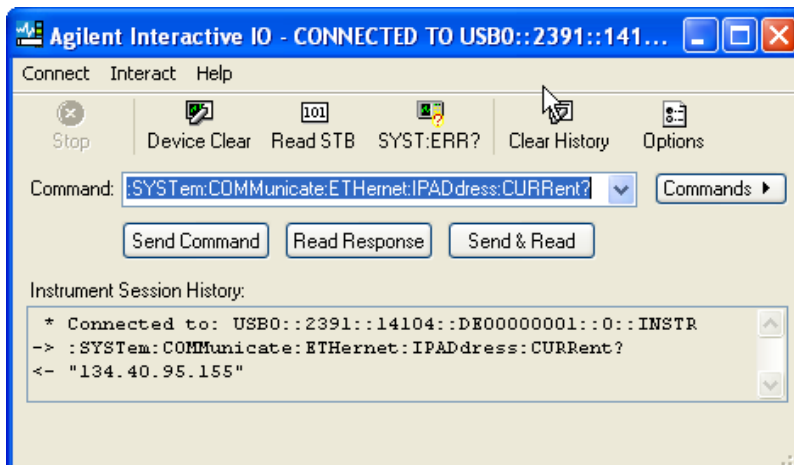 Agilent Interactive IO - CONNECTED TO USB0::2391::141...
Connect Interact Help
Stop Device Clear Read STB SYST:ERR? Clear History Options
Command: :SYSTem:COMMunicate:ETHernet:IPADdress:CURRent? Commands
Send Command Read Response Send & Read
Instrument Session History:
* Connected to: USB0::2391::14104::DE00000001::0::INSTR
-> :SYSTem:COMMunicate:ETHernet:IPADdress:CURRent?
<- "134.40.95.155"